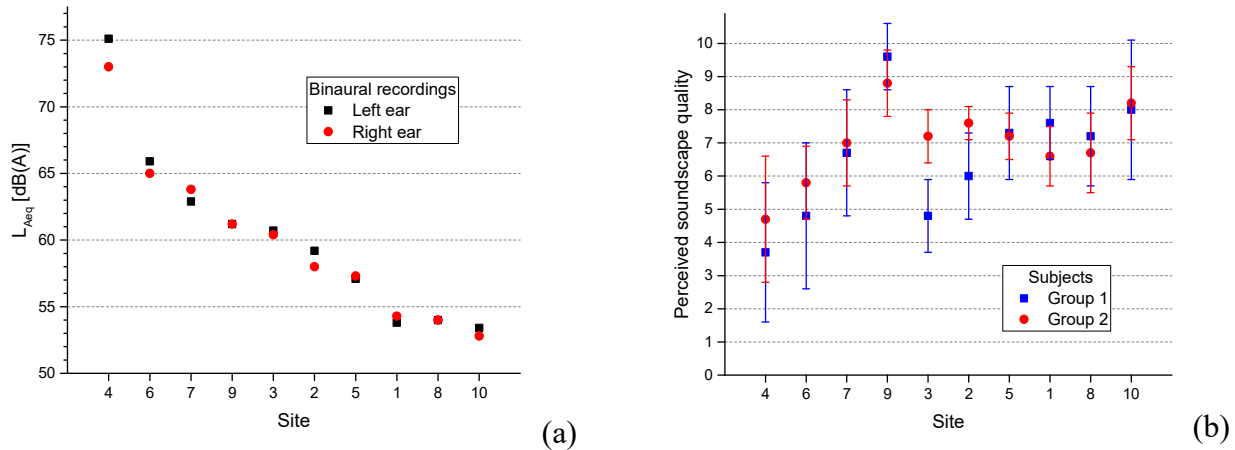 75
70
65
60
55
50
L_Aeq [dB(A)]
Binaural recordings
Left ear
Right ear
4 6 7 9 3 2 5 1 8 10
Site
(a)
10
9
8
7
6
5
4
3
2
1
0
Perceived soundscape quality
Subjects
Group 1
Group 2
4 6 7 9 3 2 5 1 8 10
Site
(b)